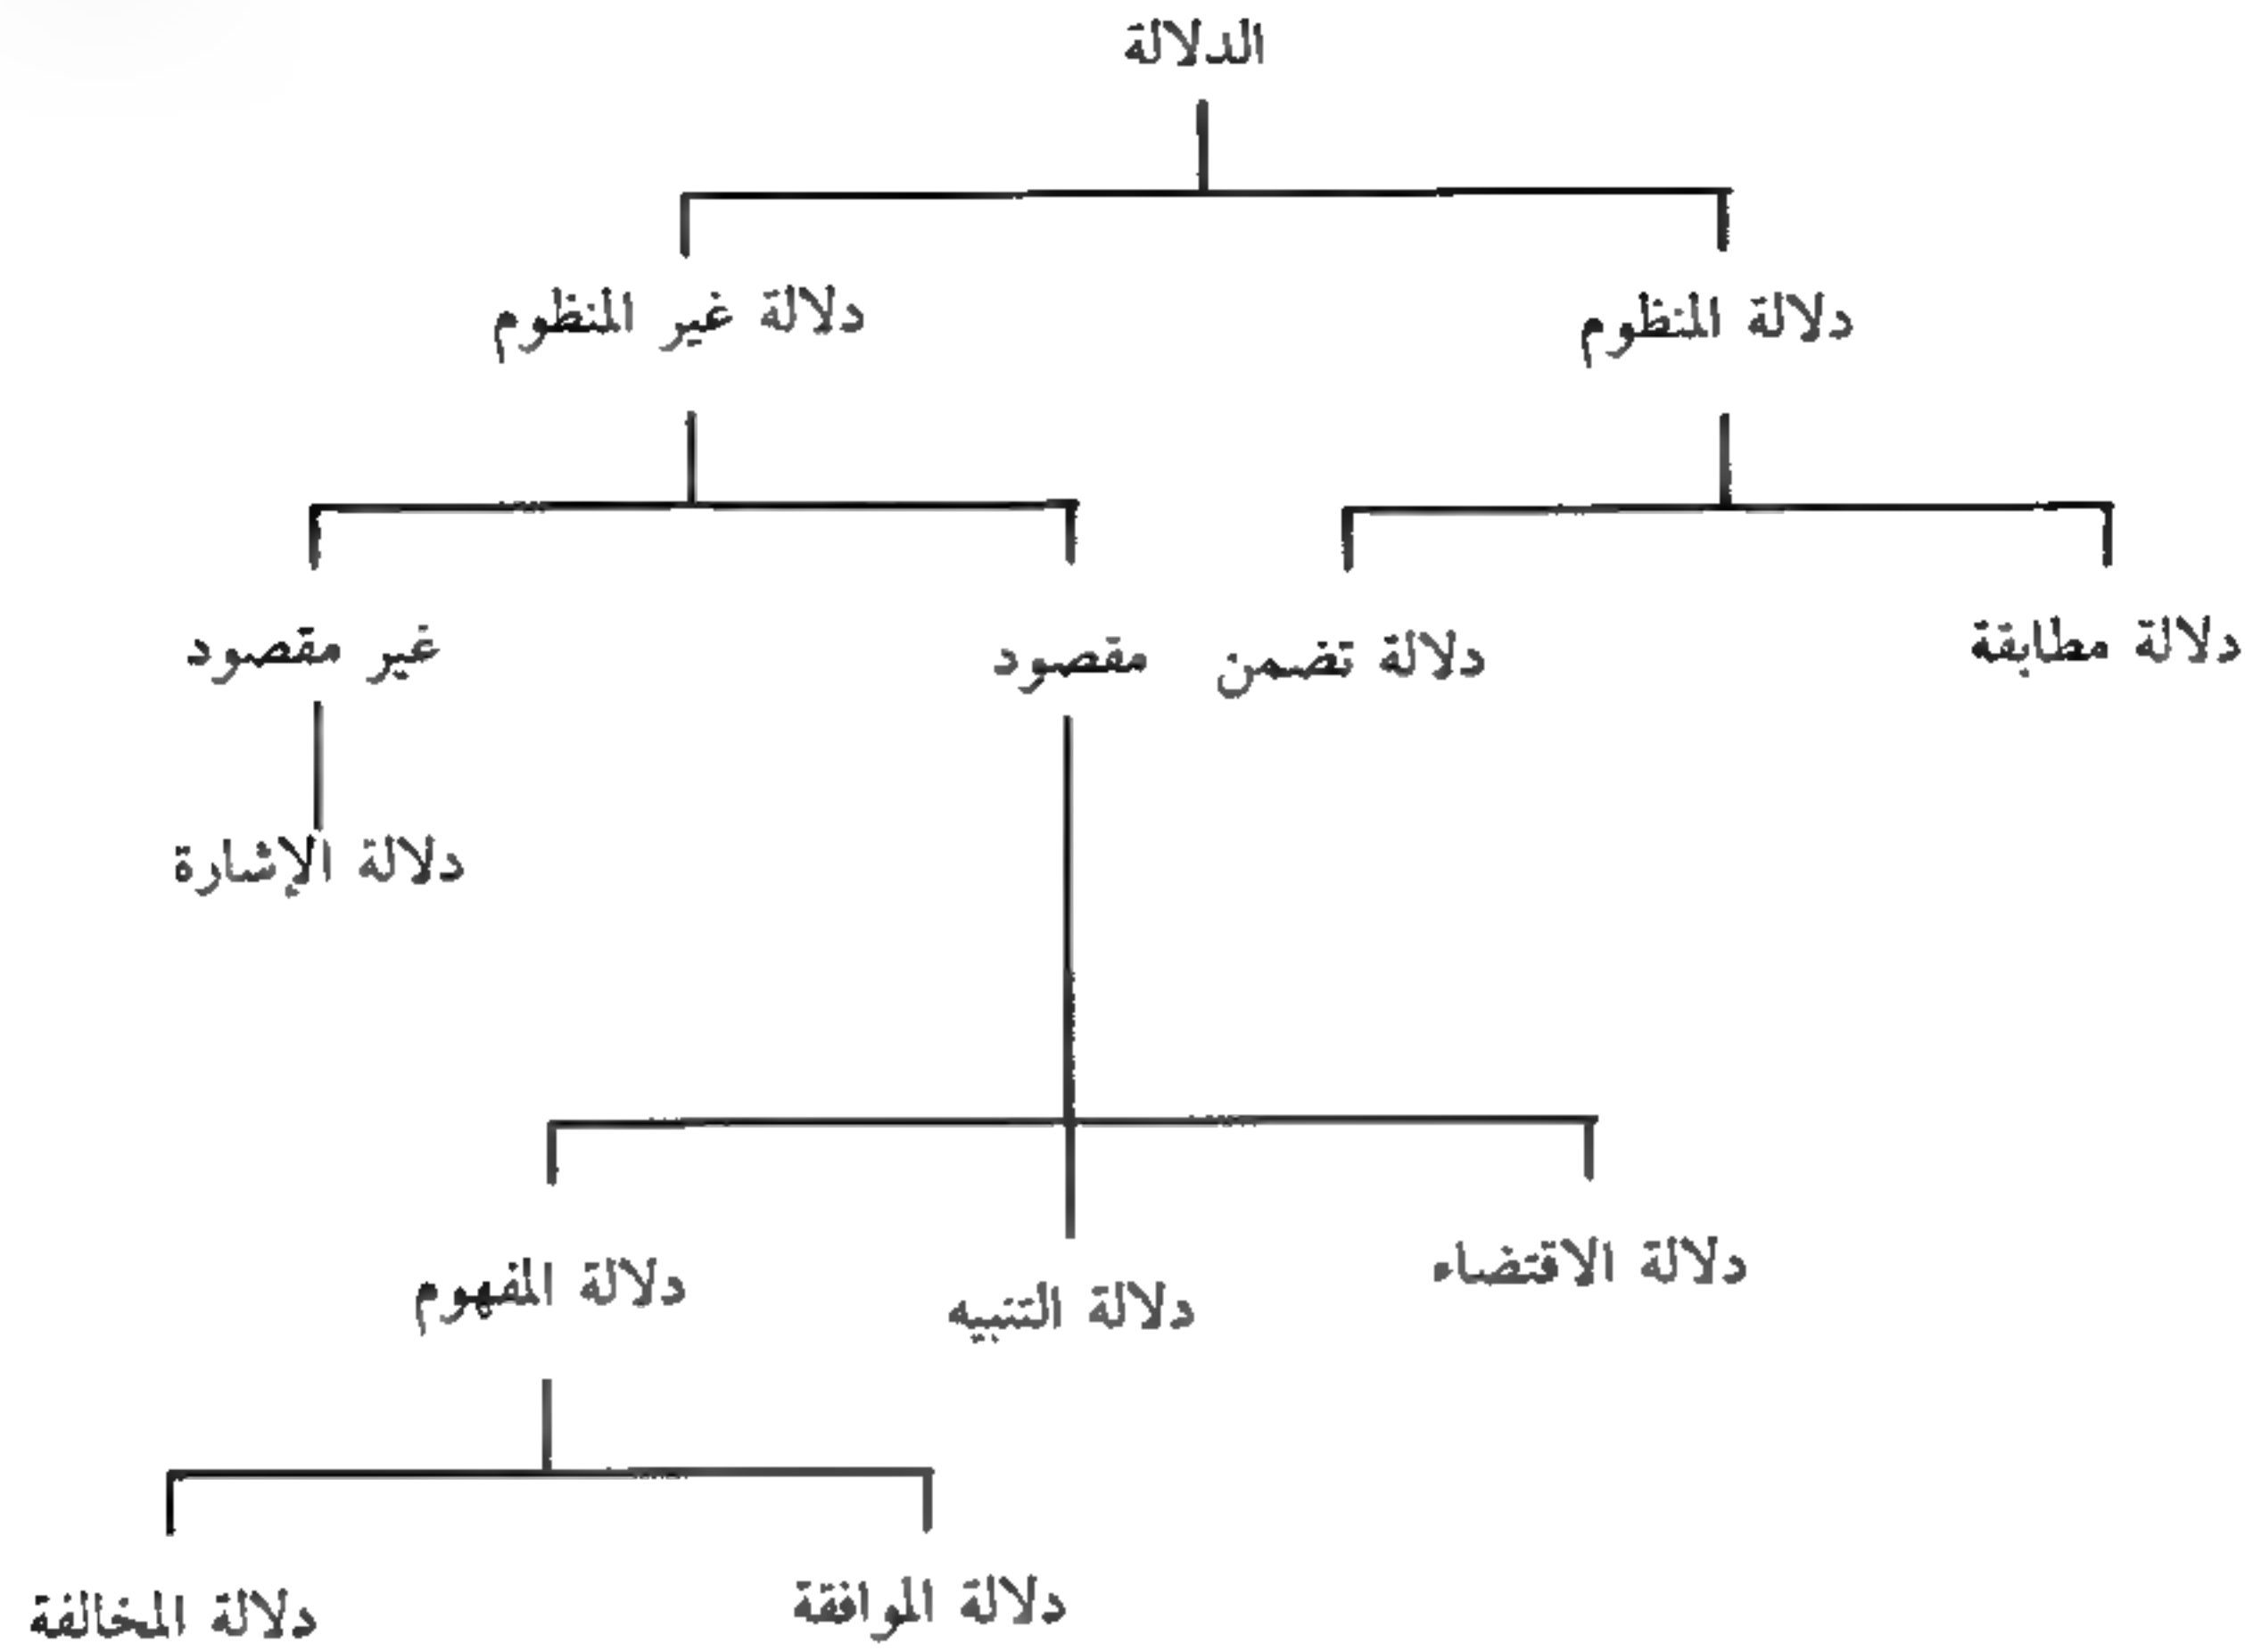 الدلالة
دلالة المنظوم
دلالة غير المنظوم
دلالة مطابقة
دلالة تضمن
مقصود
غير مقصود
دلالة الإشارة
دلالة الاقتضاء
دلالة التنبيه
دلالة المفهوم
دلالة الموافقة
دلالة المخالفة